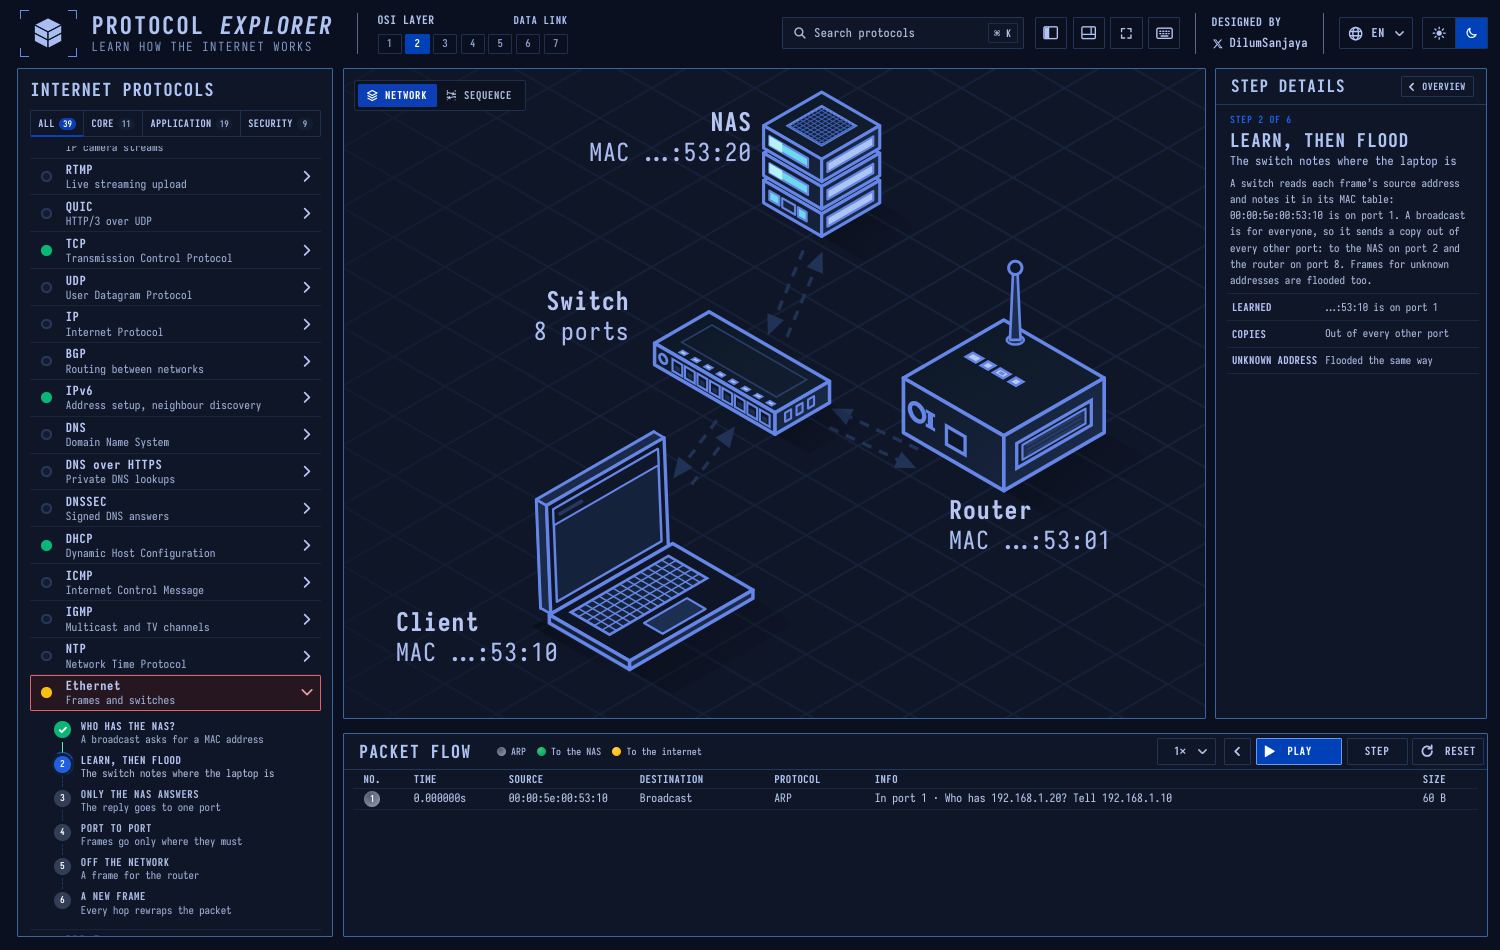 PROTOCOL EXPLORER
LEARN HOW THE INTERNET WORKS
OSI LAYER
DATA LINK
1 2 3 4 5 6 7
Search protocols
⌘ K
DESIGNED BY
DilumSanjaya
EN
INTERNET PROTOCOLS
ALL 39
CORE 11
APPLICATION 19
SECURITY 9
IP camera streams
RTMP
Live streaming upload
QUIC
HTTP/3 over UDP
TCP
Transmission Control Protocol
UDP
User Datagram Protocol
IP
Internet Protocol
BGP
Routing between networks
IPv6
Address setup, neighbour discovery
DNS
Domain Name System
DNS over HTTPS
Private DNS lookups
DNSSEC
Signed DNS answers
DHCP
Dynamic Host Configuration
ICMP
Internet Control Message
IGMP
Multicast and TV channels
NTP
Network Time Protocol
Ethernet
Frames and switches
WHO HAS THE NAS?
A broadcast asks for a MAC address
2
LEARN, THEN FLOOD
The switch notes where the laptop is
3
ONLY THE NAS ANSWERS
The reply goes to one port
4
PORT TO PORT
Frames go only where they must
5
OFF THE NETWORK
A frame for the router
6
A NEW FRAME
Every hop rewraps the packet
NETWORK
SEQUENCE
NAS
MAC …:53:20
Switch
8 ports
Router
MAC …:53:01
Client
MAC …:53:10
STEP DETAILS
OVERVIEW
STEP 2 OF 6
LEARN, THEN FLOOD
The switch notes where the laptop is
A switch reads each frame's source address
and notes it in its MAC table:
00:00:5e:00:53:10 is on port 1. A broadcast
is for everyone, so it sends a copy out of
every other port: to the NAS on port 2 and
the router on port 8. Frames for unknown
addresses are flooded too.
LEARNED …:53:10 is on port 1
COPIES Out of every other port
UNKNOWN ADDRESS Flooded the same way
PACKET FLOW
ARP
To the NAS
To the internet
1×
PLAY
STEP
RESET
NO. TIME SOURCE DESTINATION PROTOCOL INFO SIZE
1 0.000000s 00:00:5e:00:53:10 Broadcast ARP In port 1 · Who has 192.168.1.20? Tell 192.168.1.10 60 B